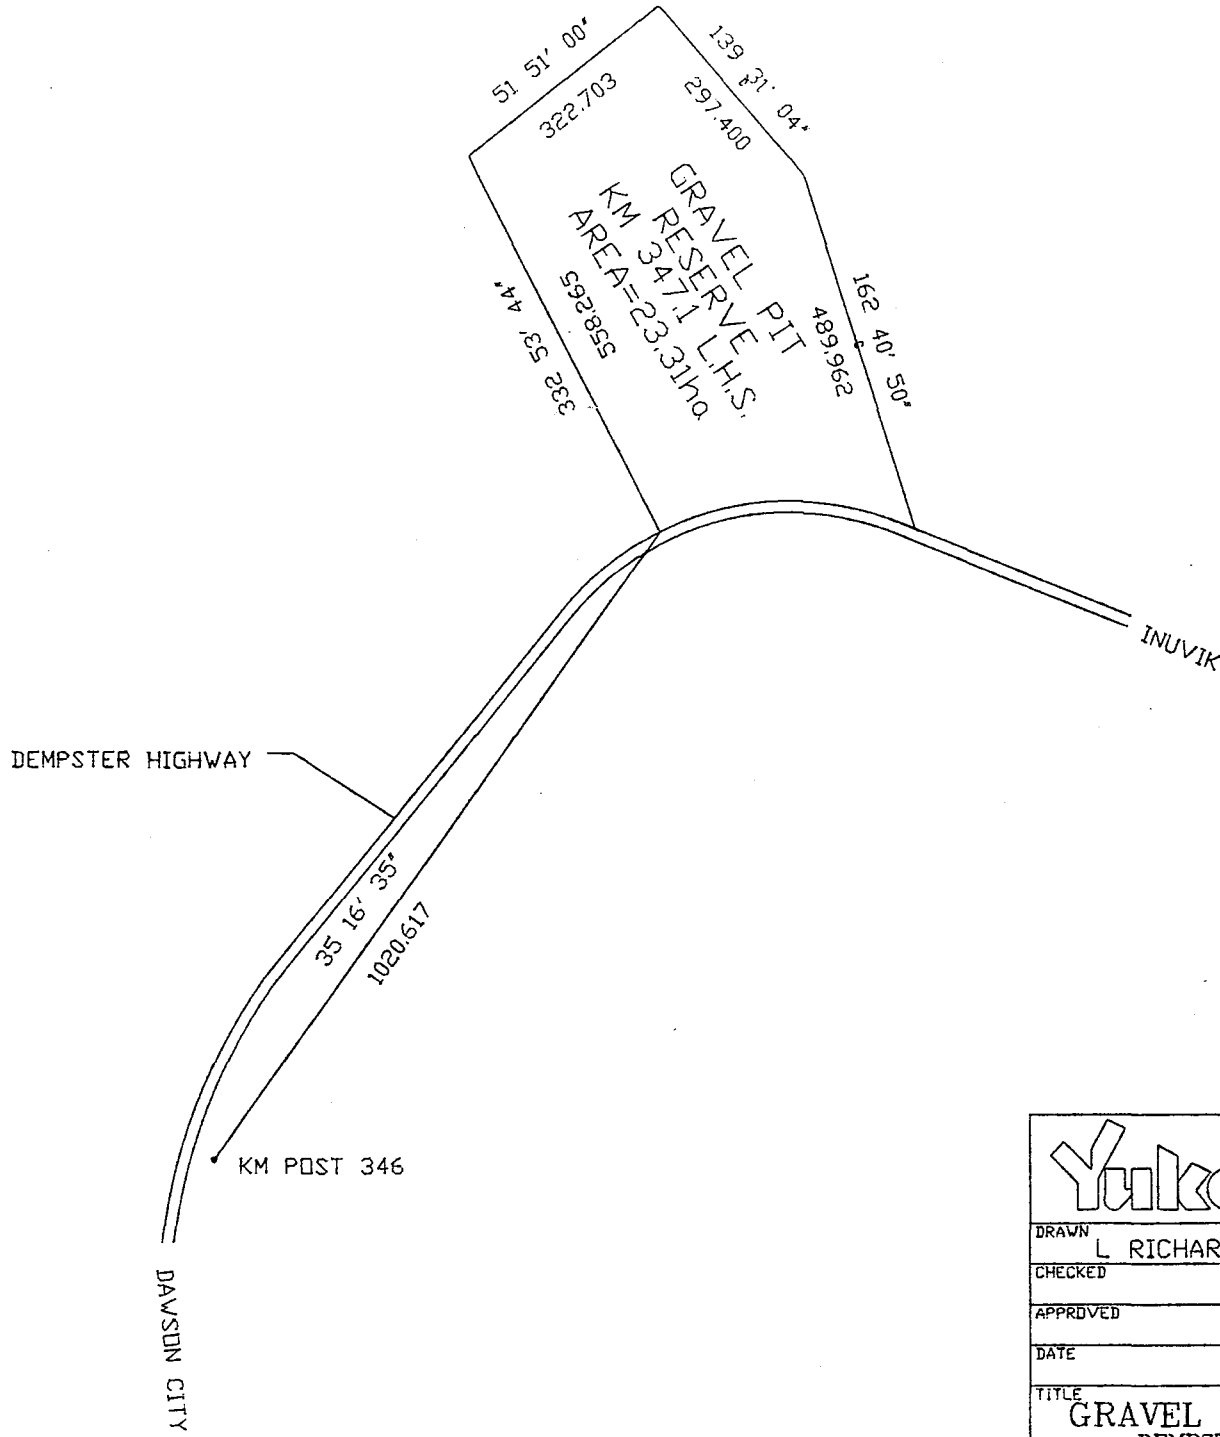 51 51' 00"
322.703
139 31' 04"
297.400
GRAVEL PIT
RESERVE
KM 347.1 L.H.S.
AREA=23.31ha
162 40' 50"
489.962
558.265
332 53' 44"
INUVIK
DEMPSTER HIGHWAY
35 16' 35"
1020.617
KM POST 346
DAWSON CITY
DRAWN
L RICHAR
CHECKED
APPROVED
DATE
TITLE
GRAVEL